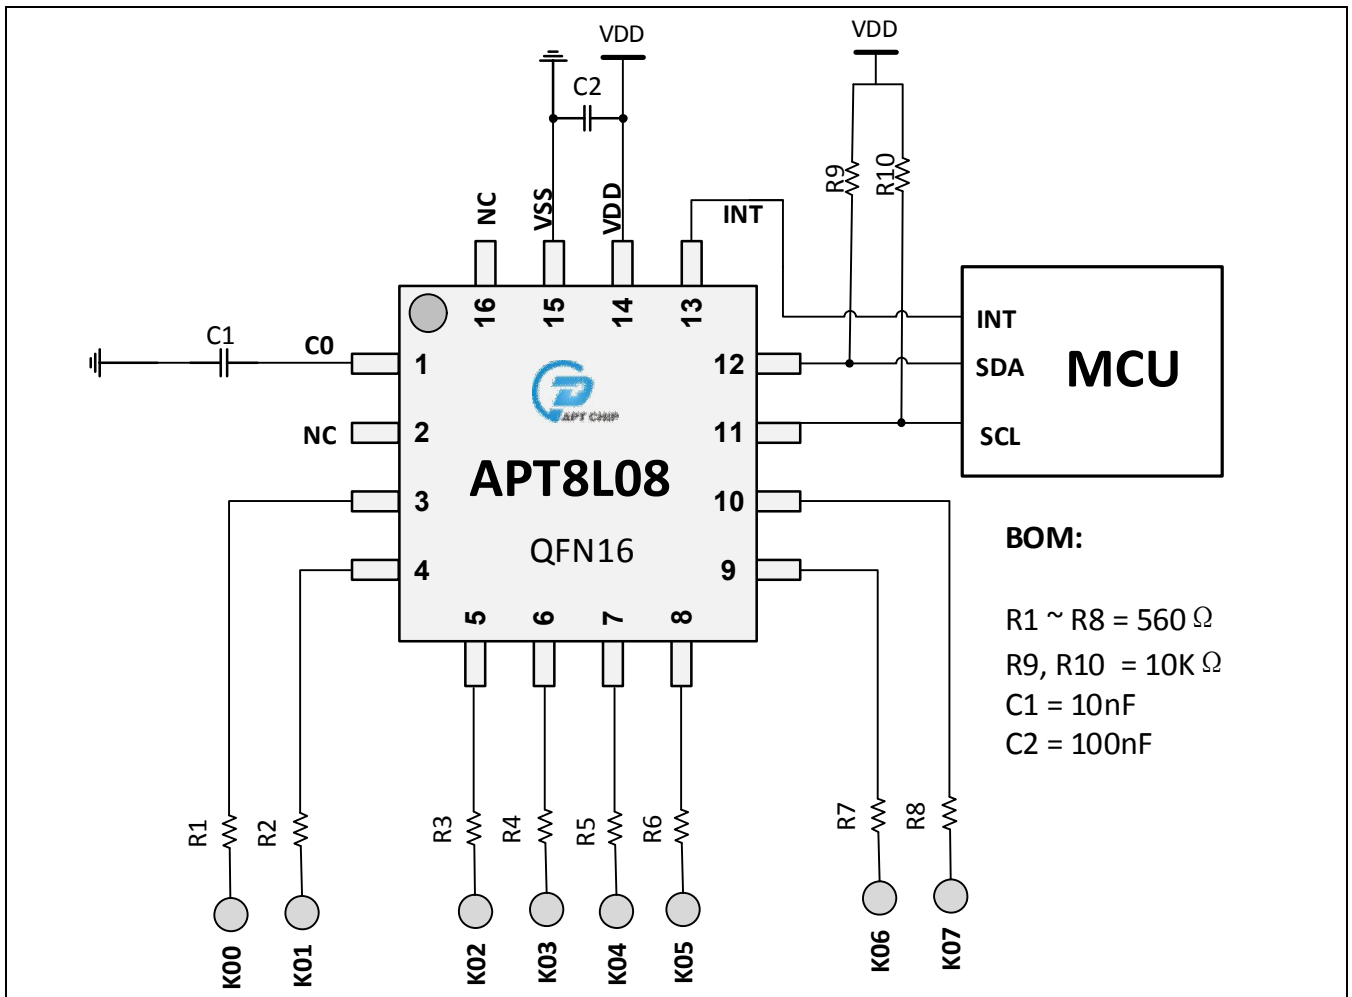 VDD
VDD
C2
R9
R10
NC
VSS
VDD
INT
16
15
14
13
C1
C0
1
12
INT
SDA
MCU
APT CHIP
NC
2
11
SCL
APT8L08
3
10
QFN16
4
9
BOM:
5
6
7
8
R1 ~ R8 = 560 Ω
R9, R10 = 10K Ω
C1 = 10nF
C2 = 100nF
R1
R2
R3
R4
R5
R6
R7
R8
K00
K01
K02
K03
K04
K05
K06
K07